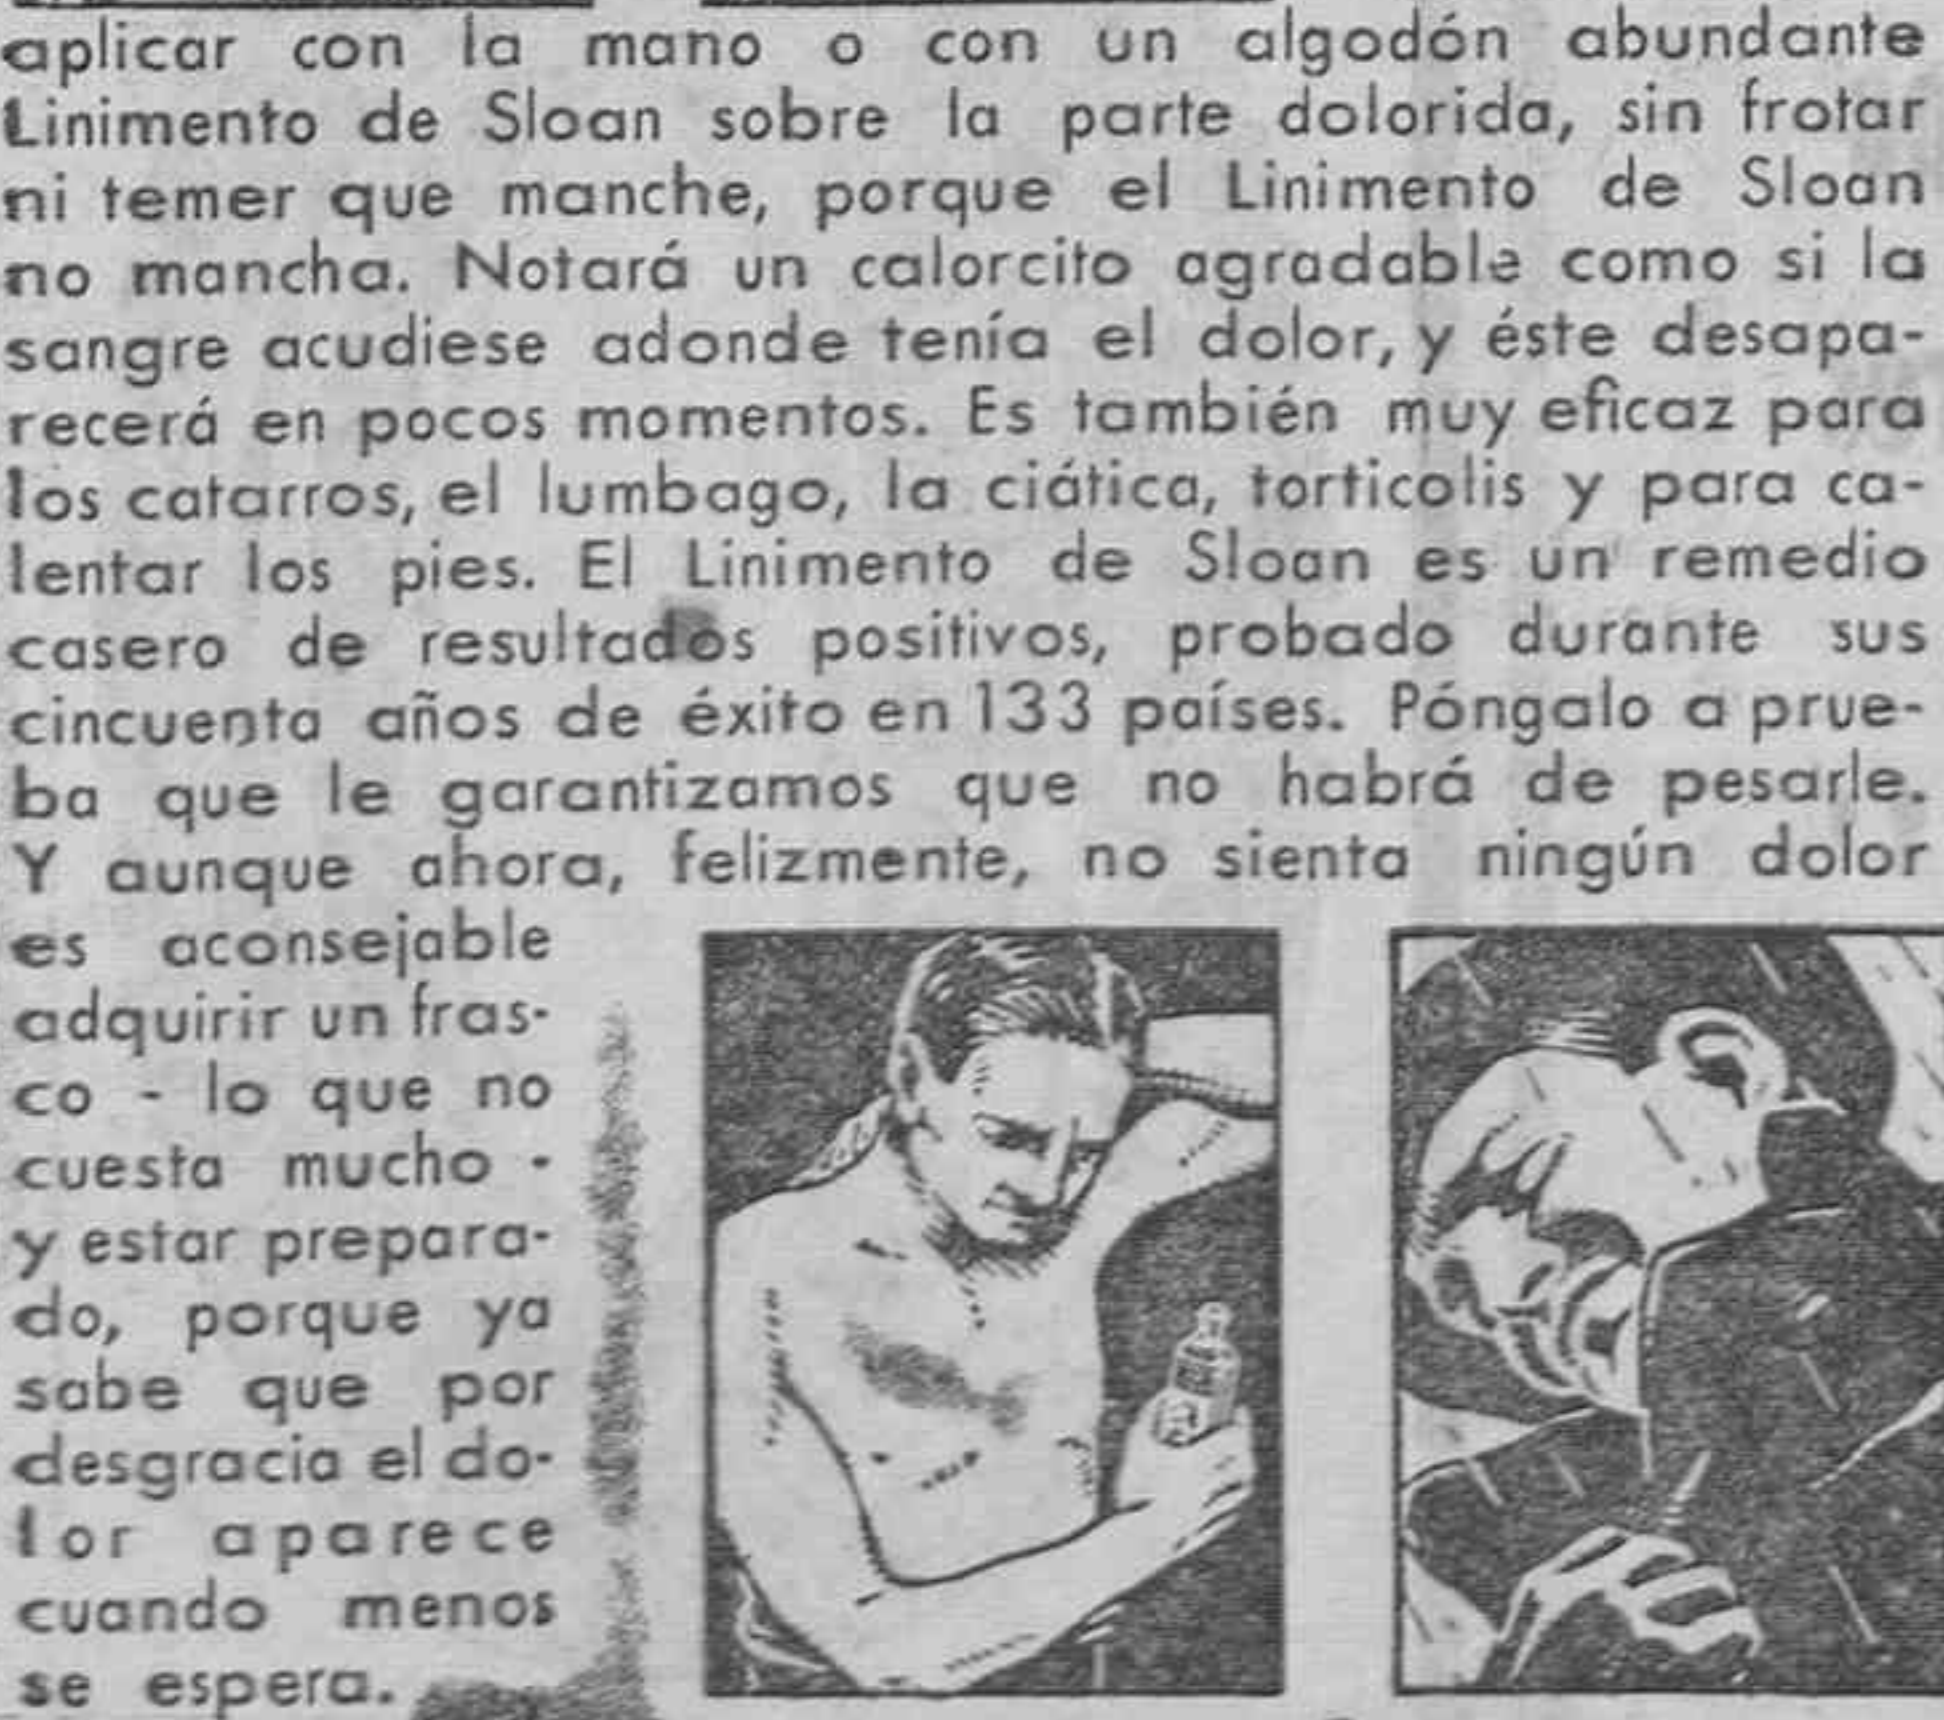 aplicar con la mano o con un algodón abundante
Linimento de Sloan sobre la parte dolorida, sin frotar
ni temer que manche, porque el Linimento de Sloan
no mancha. Notará un calorcito agradable como si la
sangre acudiese adonde tenía el dolor, y éste desapa-
recerá en pocos momentos. Es también muy eficaz para
los catarros, el lumbago, la ciática, torticolis y para ca-
lentar los pies. El Linimento de Sloan es un remedio
casero de resultados positivos, probado durante sus
cincuenta años de éxito en 133 países. Póngalo a prue-
ba que le garantizamos que no habrá de pesarle.
Y aunque ahora, felizmente, no sienta ningún dolor
es aconsejable
adquirir un fras-
co - lo que no
cuesta mucho -
y estar prepara-
do, porque ya
sabe que por
desgracia el do-
lor aparece
cuando menos
se espera.